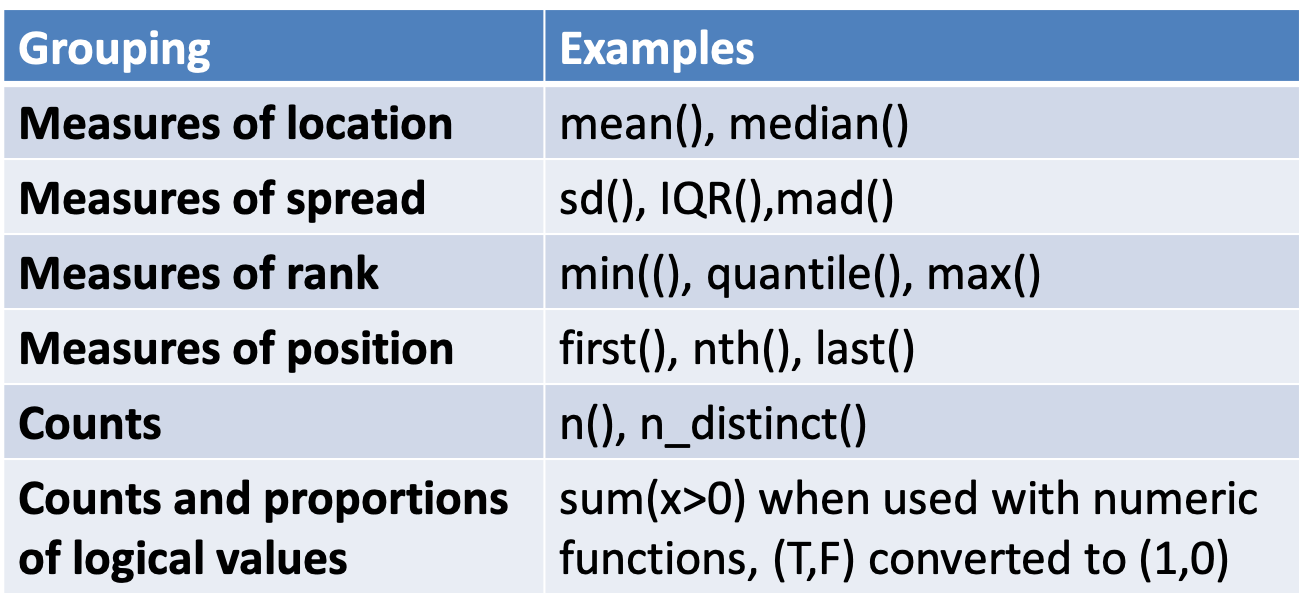 Grouping Examples
Measures of location mean(), median()
Measures of spread sd(), IQR(),mad()
Measures of rank min((), quantile(), max()
Measures of position first(), nth(), last()
Counts n(), n_distinct()
Counts and proportions sum(x>0) when used with numeric
of logical values functions, (T,F) converted to (1,0)